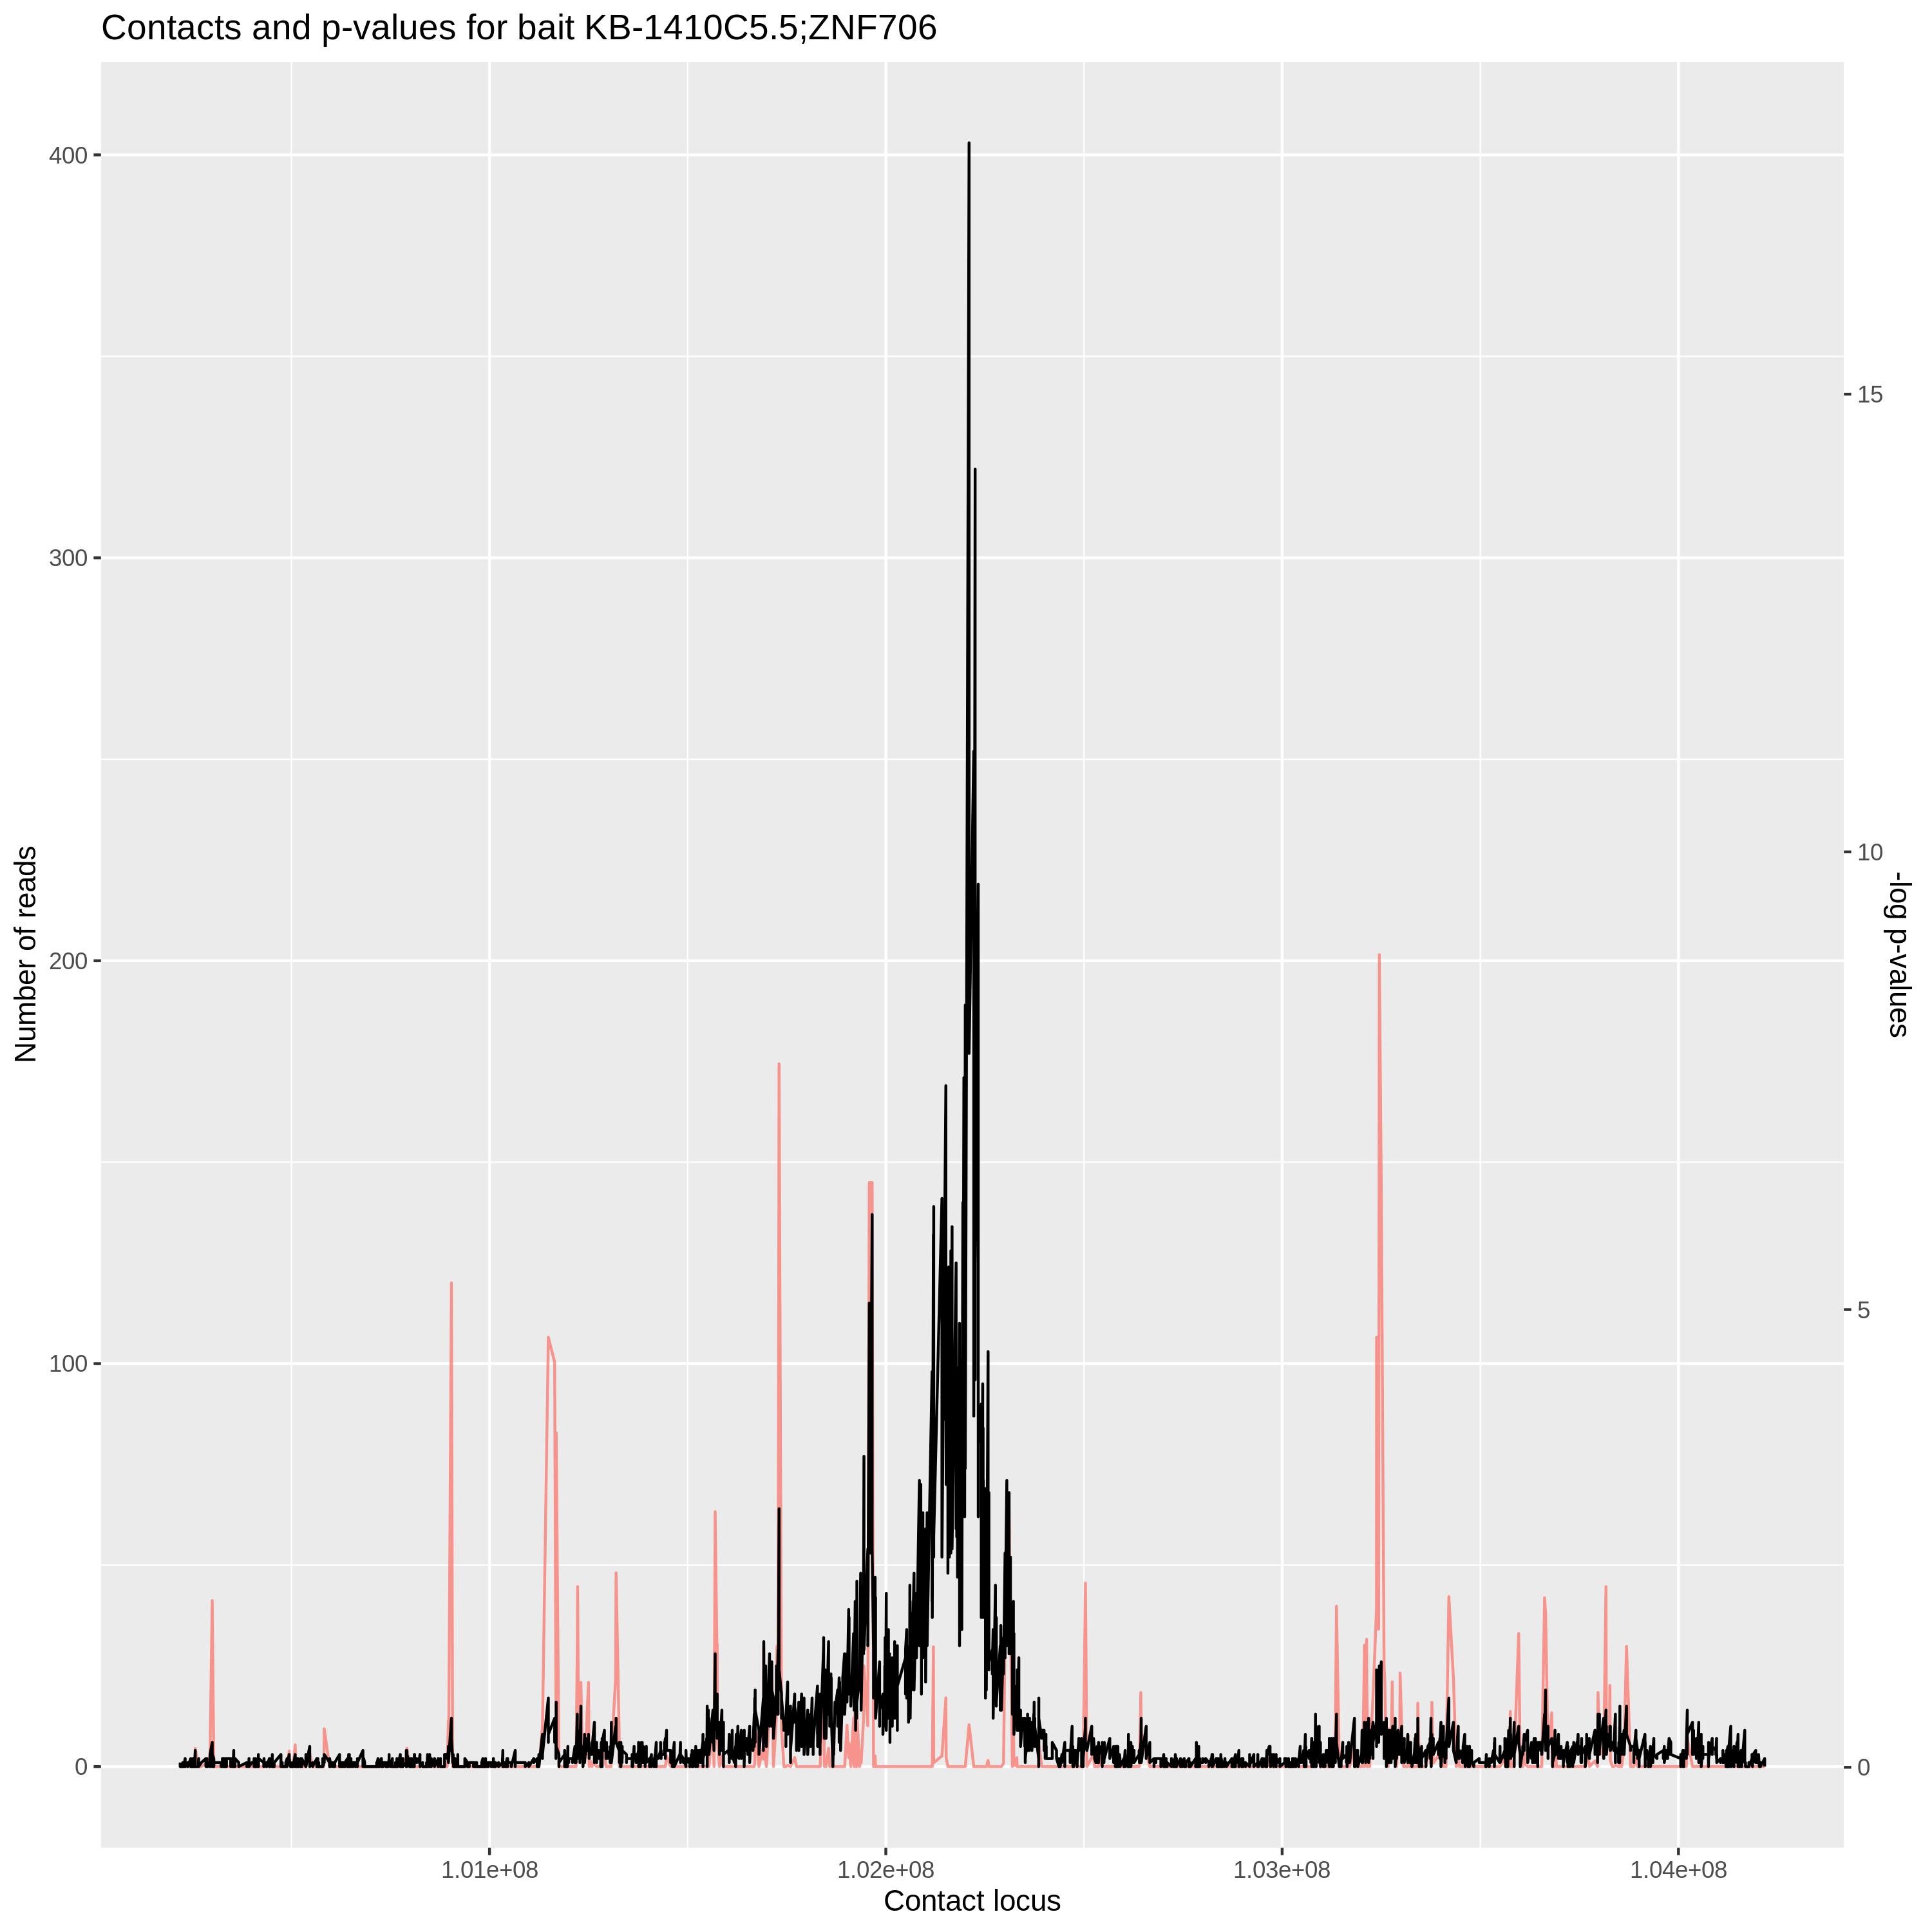 Contacts and p-values for bait KB-1410C5.5;ZNF706
400
300
200
100
0
Number of reads
15
10
5
0
-log p-values
1.01e+08
1.02e+08
1.03e+08
1.04e+08
Contact locus